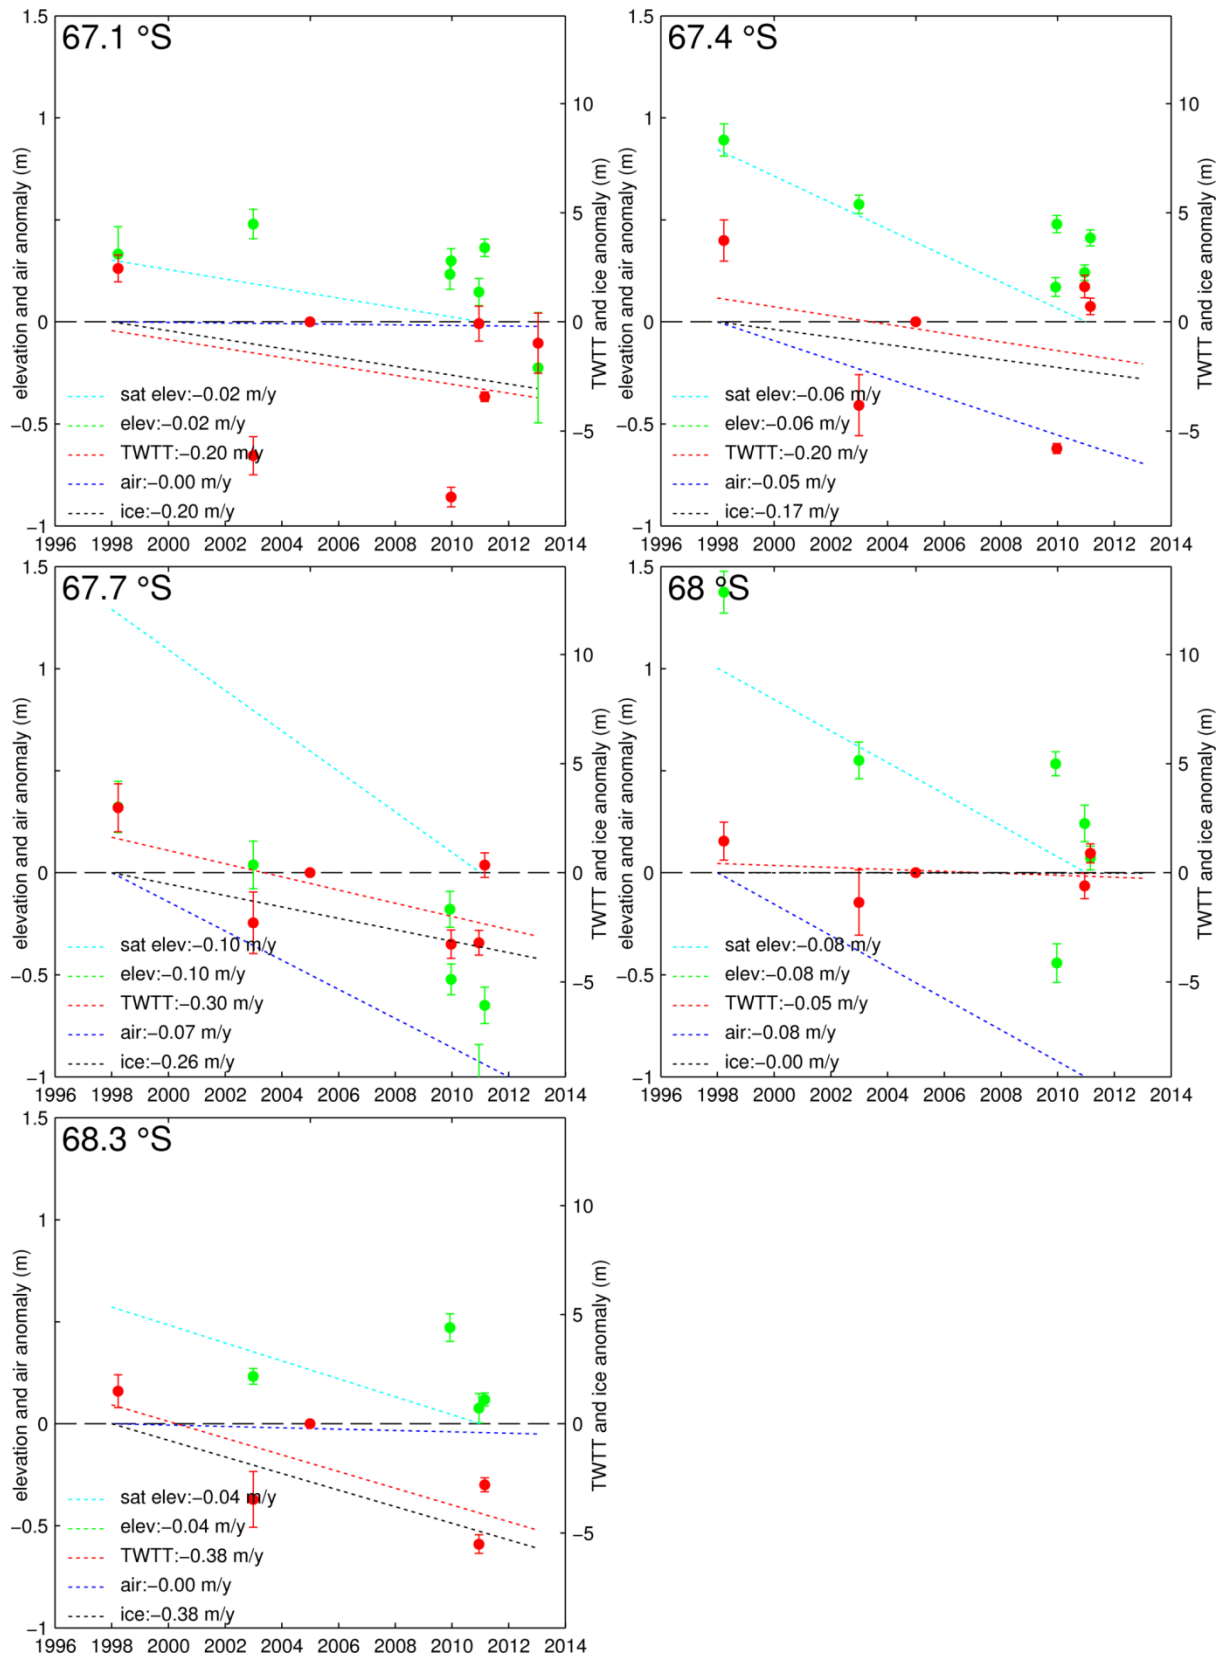 67.1 °S
1.5
1
0.5
0
−0.5
−1
elevation and air anomaly (m)
10
5
0
−5
TWTT and ice anomaly (m)
sat elev:−0.02 m/y
elev:−0.02 m/y
TWTT:−0.20 m/y
air:−0.00 m/y
ice:−0.20 m/y
1996 1998 2000 2002 2004 2006 2008 2010 2012 2014
67.4 °S
1.5
1
0.5
0
−0.5
−1
elevation and air anomaly (m)
10
5
0
−5
TWTT and ice anomaly (m)
sat elev:−0.06 m/y
elev:−0.06 m/y
TWTT:−0.20 m/y
air:−0.05 m/y
ice:−0.17 m/y
1996 1998 2000 2002 2004 2006 2008 2010 2012 2014
67.7 °S
1.5
1
0.5
0
−0.5
−1
elevation and air anomaly (m)
10
5
0
−5
TWTT and ice anomaly (m)
sat elev:−0.10 m/y
elev:−0.10 m/y
TWTT:−0.30 m/y
air:−0.07 m/y
ice:−0.26 m/y
1996 1998 2000 2002 2004 2006 2008 2010 2012 2014
68 °S
1.5
1
0.5
0
−0.5
−1
elevation and air anomaly (m)
10
5
0
−5
TWTT and ice anomaly (m)
sat elev:−0.08 m/y
elev:−0.08 m/y
TWTT:−0.05 m/y
air:−0.08 m/y
ice:−0.00 m/y
1996 1998 2000 2002 2004 2006 2008 2010 2012 2014
68.3 °S
1.5
1
0.5
0
−0.5
−1
elevation and air anomaly (m)
10
5
0
−5
TWTT and ice anomaly (m)
sat elev:−0.04 m/y
elev:−0.04 m/y
TWTT:−0.38 m/y
air:−0.00 m/y
ice:−0.38 m/y
1996 1998 2000 2002 2004 2006 2008 2010 2012 2014